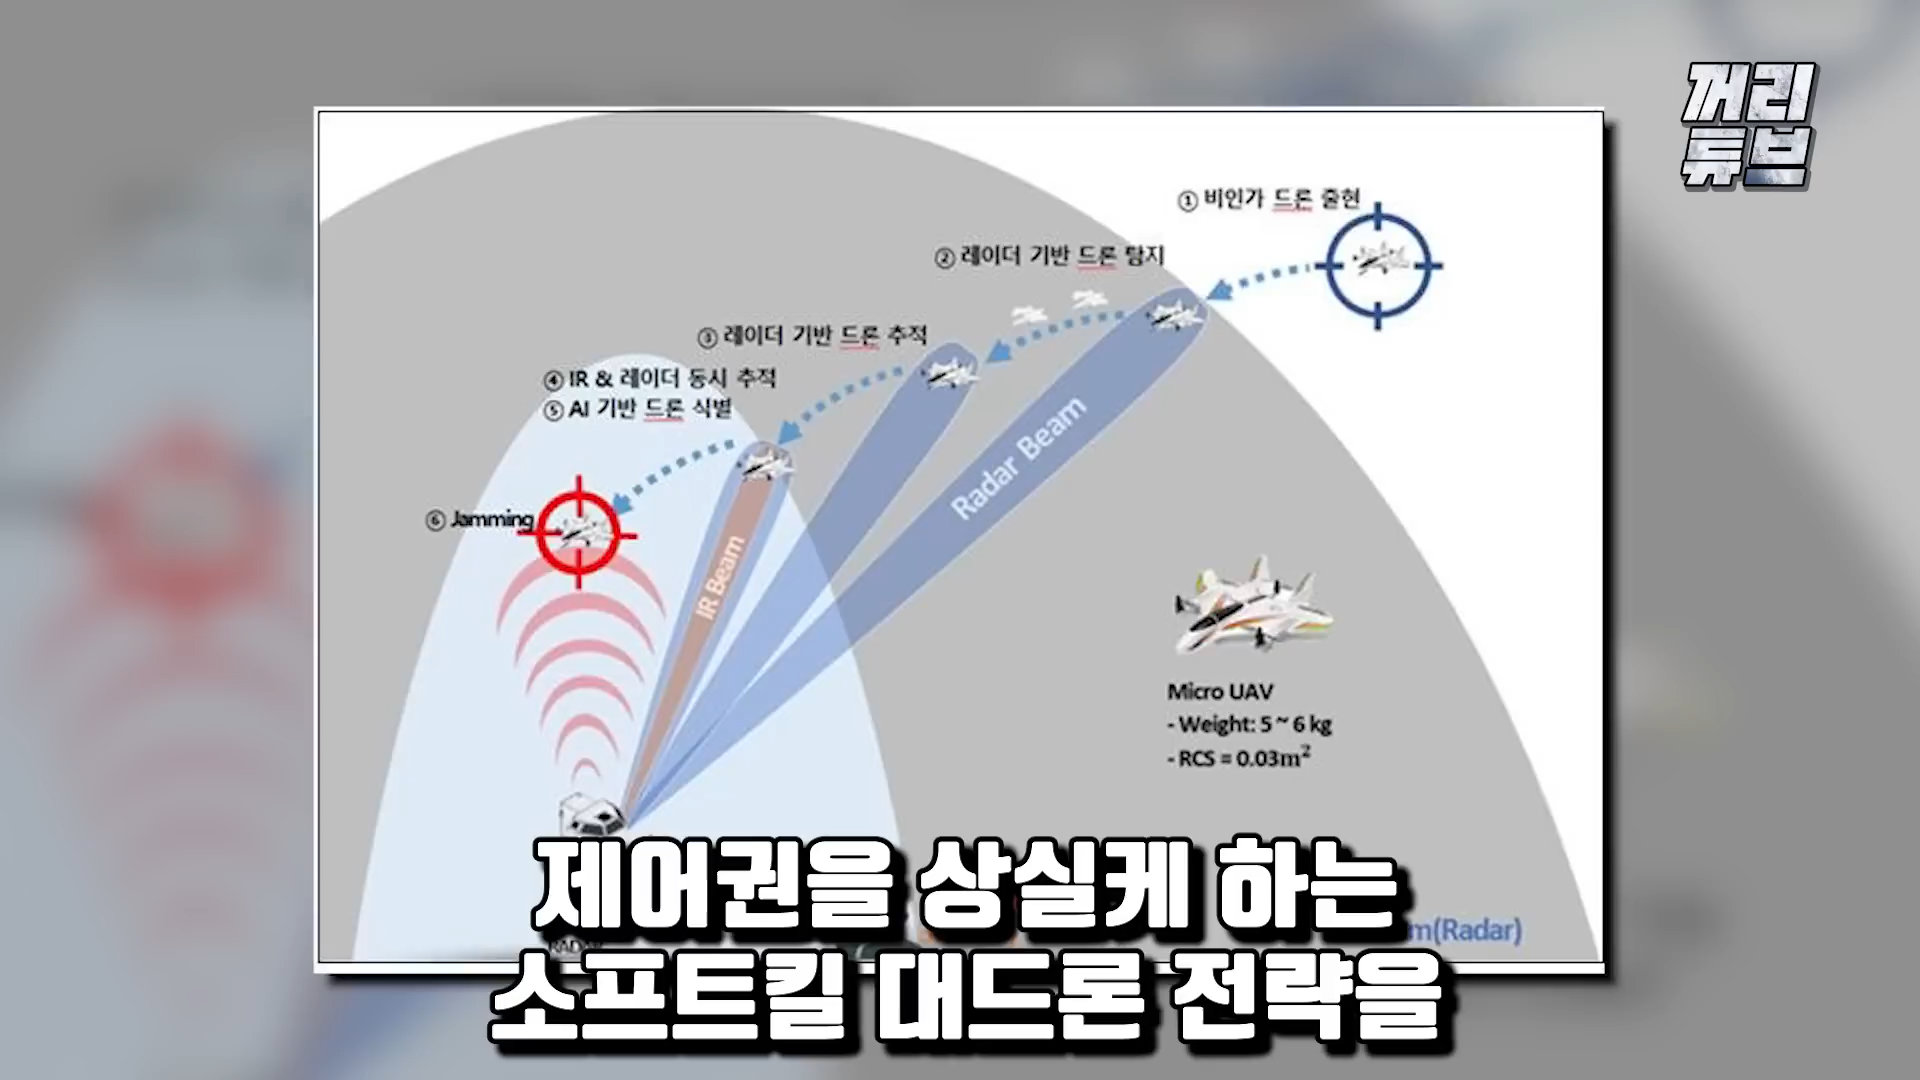 꺼리
튜브
① 비인가 드론 출현
② 레이더 기반 드론 탐지
③ 레이더 기반 드론 추적
④ IR & 레이더 동시 추적
⑤ AI 기반 드론 식별
⑥ Jamming
IR Beam
Radar Beam
Micro UAV
- Weight: 5 ~ 6 kg
- RCS = 0.03m²
m(Radar)
제어권을 상실케 하는
소프트킬 대드론 전략을